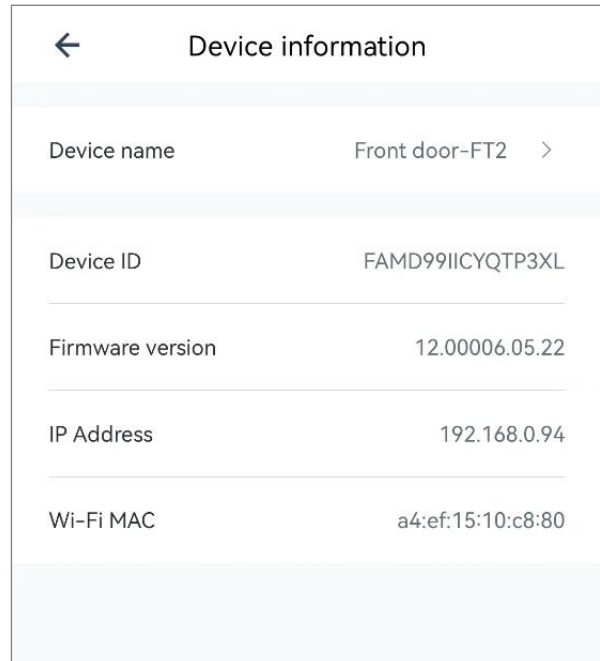 Device information
Device name Front door-FT2
Device ID FAMD99IICYQTP3XL
Firmware version 12.00006.05.22
IP Address 192.168.0.94
Wi-Fi MAC a4:ef:15:10:c8:80